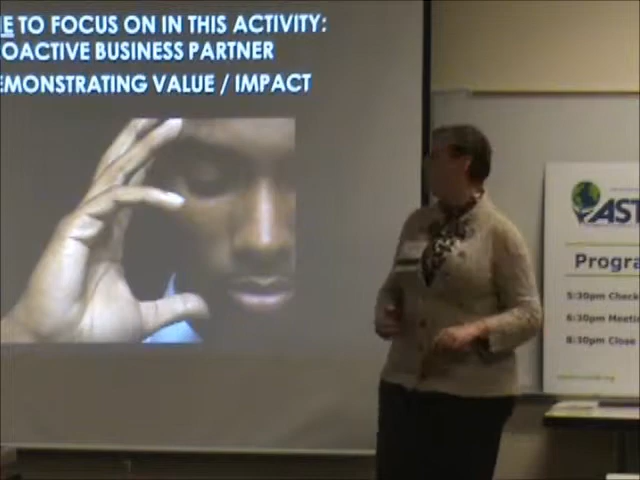 E TO FOCUS ON IN THIS ACTIVITY:
OACTIVE BUSINESS PARTNER
EMONSTRATING VALUE / IMPACT
AST
Progra
5:30pm Check
6:30pm Meetin
8:30pm Close